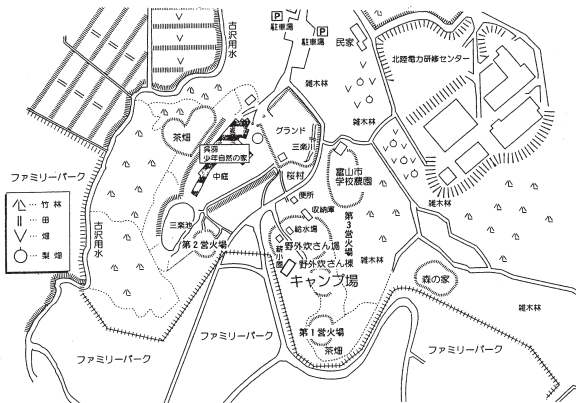 古沢用水
P
駐車場
P
駐車場
民家
北陸電力研修センター
雑木林
雑木林
茶畑
グランド
三楽川
呉羽
少年自然の家
中庭
桜村
富山市
学校農園
ファミリーパーク
竹林
田
畑
梨畑
古沢用水
三楽池
第2営火場
便所
収納庫
給水場
野外炊さん場
薪小屋
野外炊さん棟
キャンプ場
第3営火場
雑木林
雑木林
森の家
雑木林
第1営火場
茶畑
ファミリーパーク
ファミリーパーク
ファミリーパーク